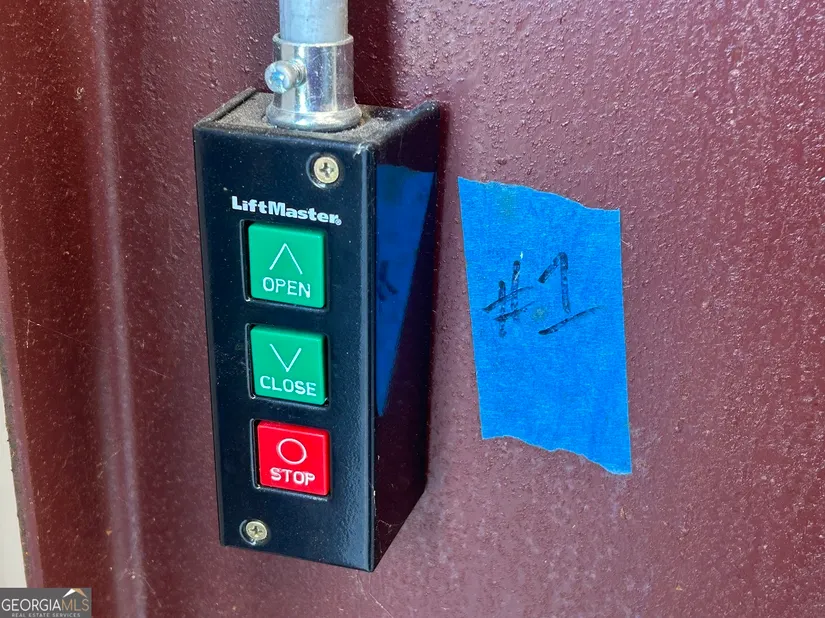 LiftMaster®
OPEN
CLOSE
STOP
#1
GEORGIAMLS
REAL ESTATE SERVICES